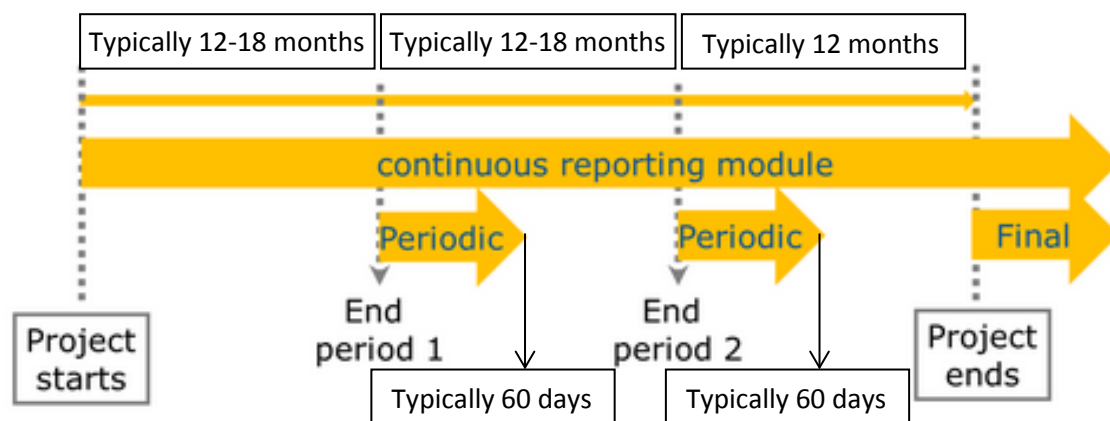 Typically 12-18 months
Typically 12-18 months
Typically 12 months
continuous reporting module
Periodic
Periodic
Final
Project
starts
End
period 1
End
period 2
Project
ends
Typically 60 days
Typically 60 days